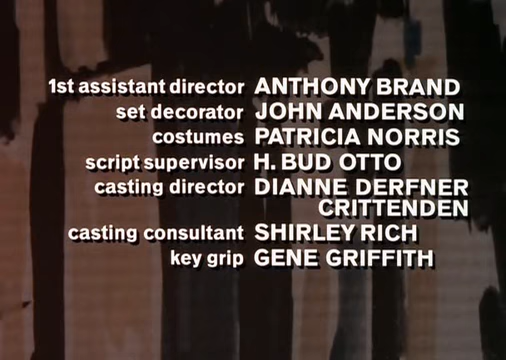 1st assistant director ANTHONY BRAND
set decorator JOHN ANDERSON
costumes PATRICIA NORRIS
script supervisor H. BUD OTTO
casting director DIANNE DERFNER
CRITTENDEN
casting consultant SHIRLEY RICH
key grip GENE GRIFFITH